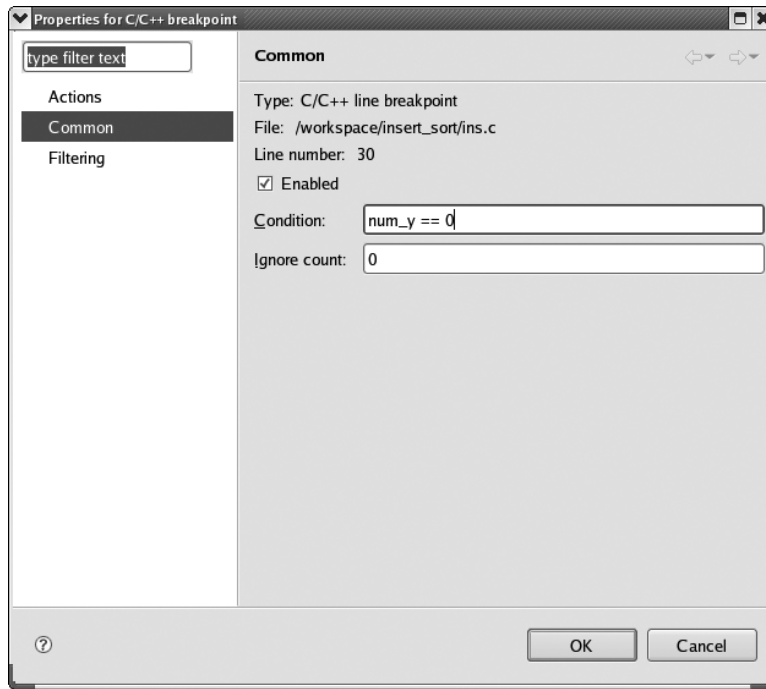 Properties for C/C++ breakpoint
type filter text
Actions
Common
Filtering
Common
Type: C/C++ line breakpoint
File: /workspace/insert_sort/ins.c
Line number: 30
Enabled
Condition: num_y == 0
Ignore count: 0
?
OK Cancel